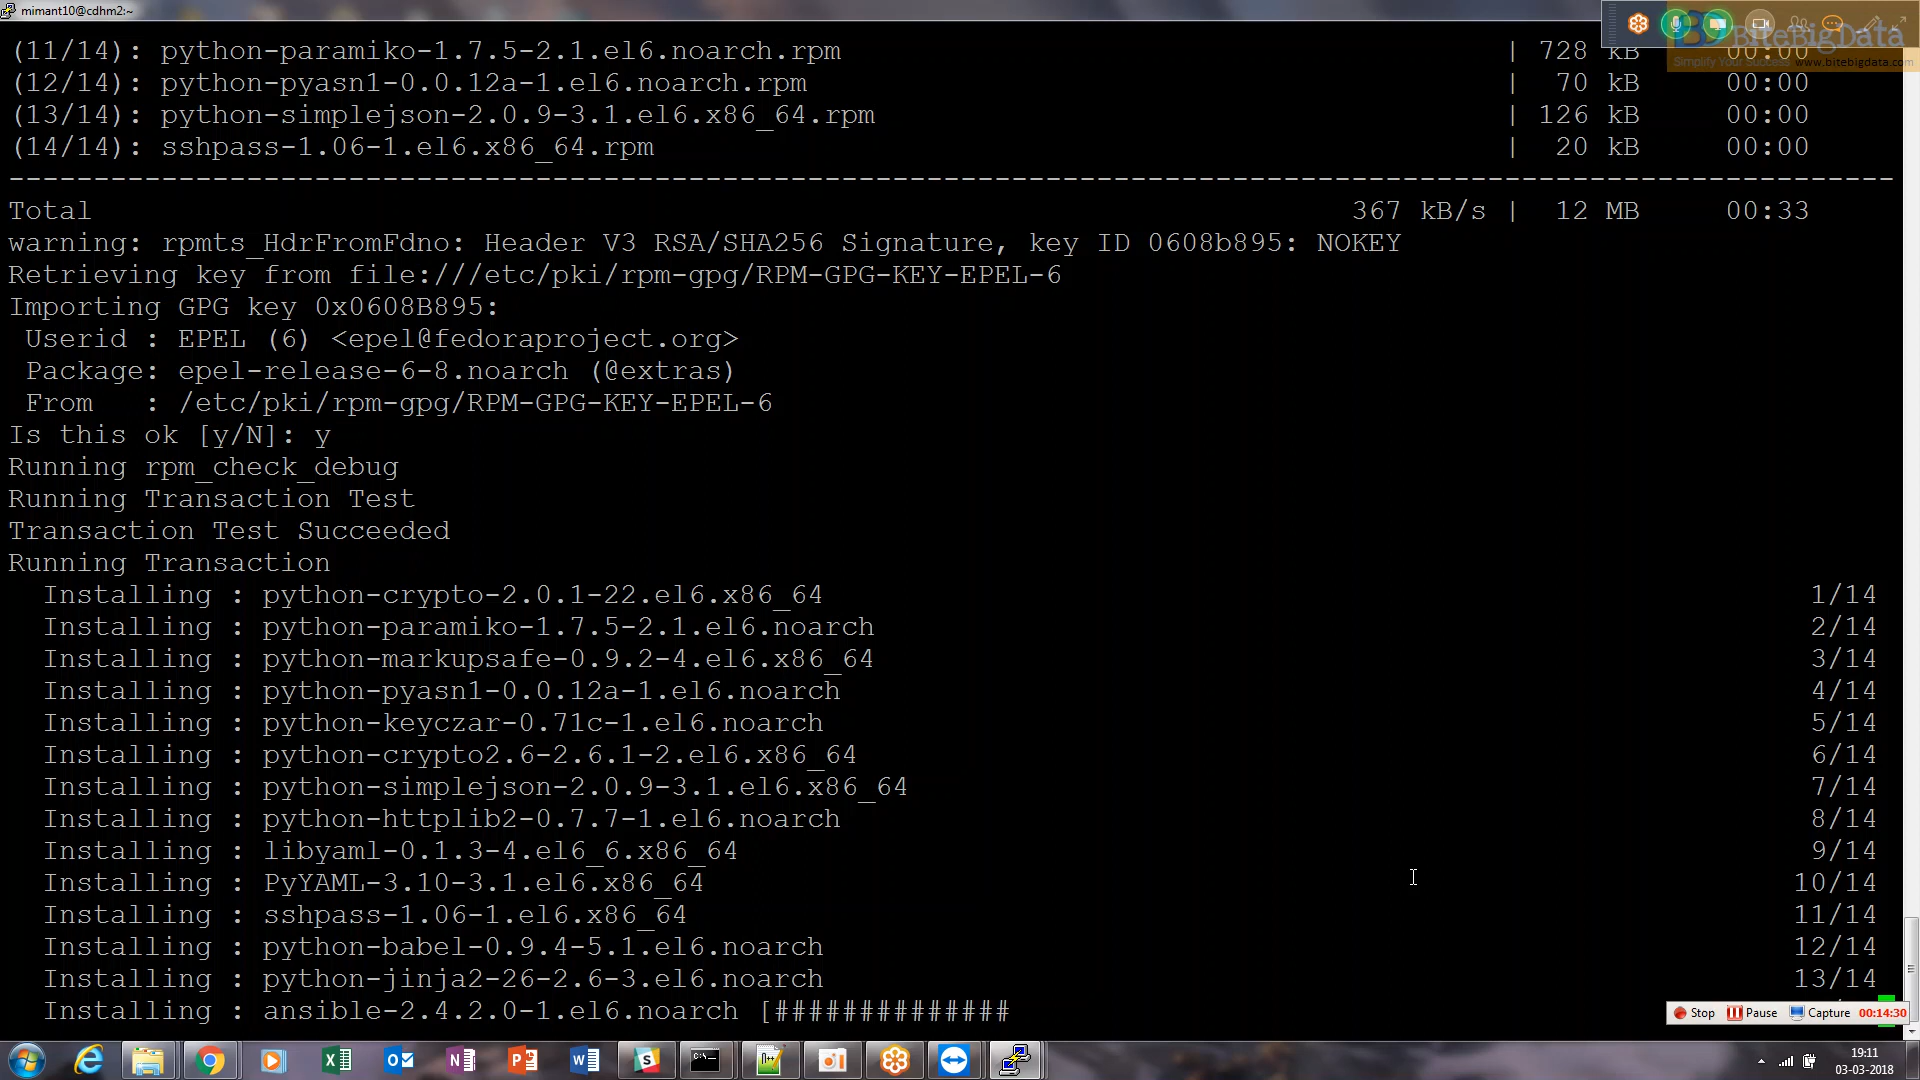 mimant10@cdhm2:~
(11/14): python-paramiko-1.7.5-2.1.el6.noarch.rpm | 728 kB 00:00
(12/14): python-pyasn1-0.0.12a-1.el6.noarch.rpm | 70 kB 00:00
(13/14): python-simplejson-2.0.9-3.1.el6.x86_64.rpm | 126 kB 00:00
(14/14): sshpass-1.06-1.el6.x86_64.rpm | 20 kB 00:00
BiteBigData
Simplify Your Success www.bitebigdata.com
--------------------------------------------------------------------------------------------------------------
Total 367 kB/s | 12 MB 00:33
warning: rpmts_HdrFromFdno: Header V3 RSA/SHA256 Signature, key ID 0608b895: NOKEY
Retrieving key from file:///etc/pki/rpm-gpg/RPM-GPG-KEY-EPEL-6
Importing GPG key 0x0608B895:
Userid : EPEL (6) <epel@fedoraproject.org>
Package: epel-release-6-8.noarch (@extras)
From : /etc/pki/rpm-gpg/RPM-GPG-KEY-EPEL-6
Is this ok [y/N]: y
Running rpm_check_debug
Running Transaction Test
Transaction Test Succeeded
Running Transaction
Installing : python-crypto-2.0.1-22.el6.x86_64 1/14
Installing : python-paramiko-1.7.5-2.1.el6.noarch 2/14
Installing : python-markupsafe-0.9.2-4.el6.x86_64 3/14
Installing : python-pyasn1-0.0.12a-1.el6.noarch 4/14
Installing : python-keyczar-0.71c-1.el6.noarch 5/14
Installing : python-crypto2.6-2.6.1-2.el6.x86_64 6/14
Installing : python-simplejson-2.0.9-3.1.el6.x86_64 7/14
Installing : python-httplib2-0.7.7-1.el6.noarch 8/14
Installing : libyaml-0.1.3-4.el6_6.x86_64 9/14
Installing : PyYAML-3.10-3.1.el6.x86_64 10/14
Installing : sshpass-1.06-1.el6.x86_64 11/14
Installing : python-babel-0.9.4-5.1.el6.noarch 12/14
Installing : python-jinja2-26-2.6-3.el6.noarch 13/14
Installing : ansible-2.4.2.0-1.el6.noarch [##############
Stop Pause Capture 00:14:30
19:11
03-03-2018